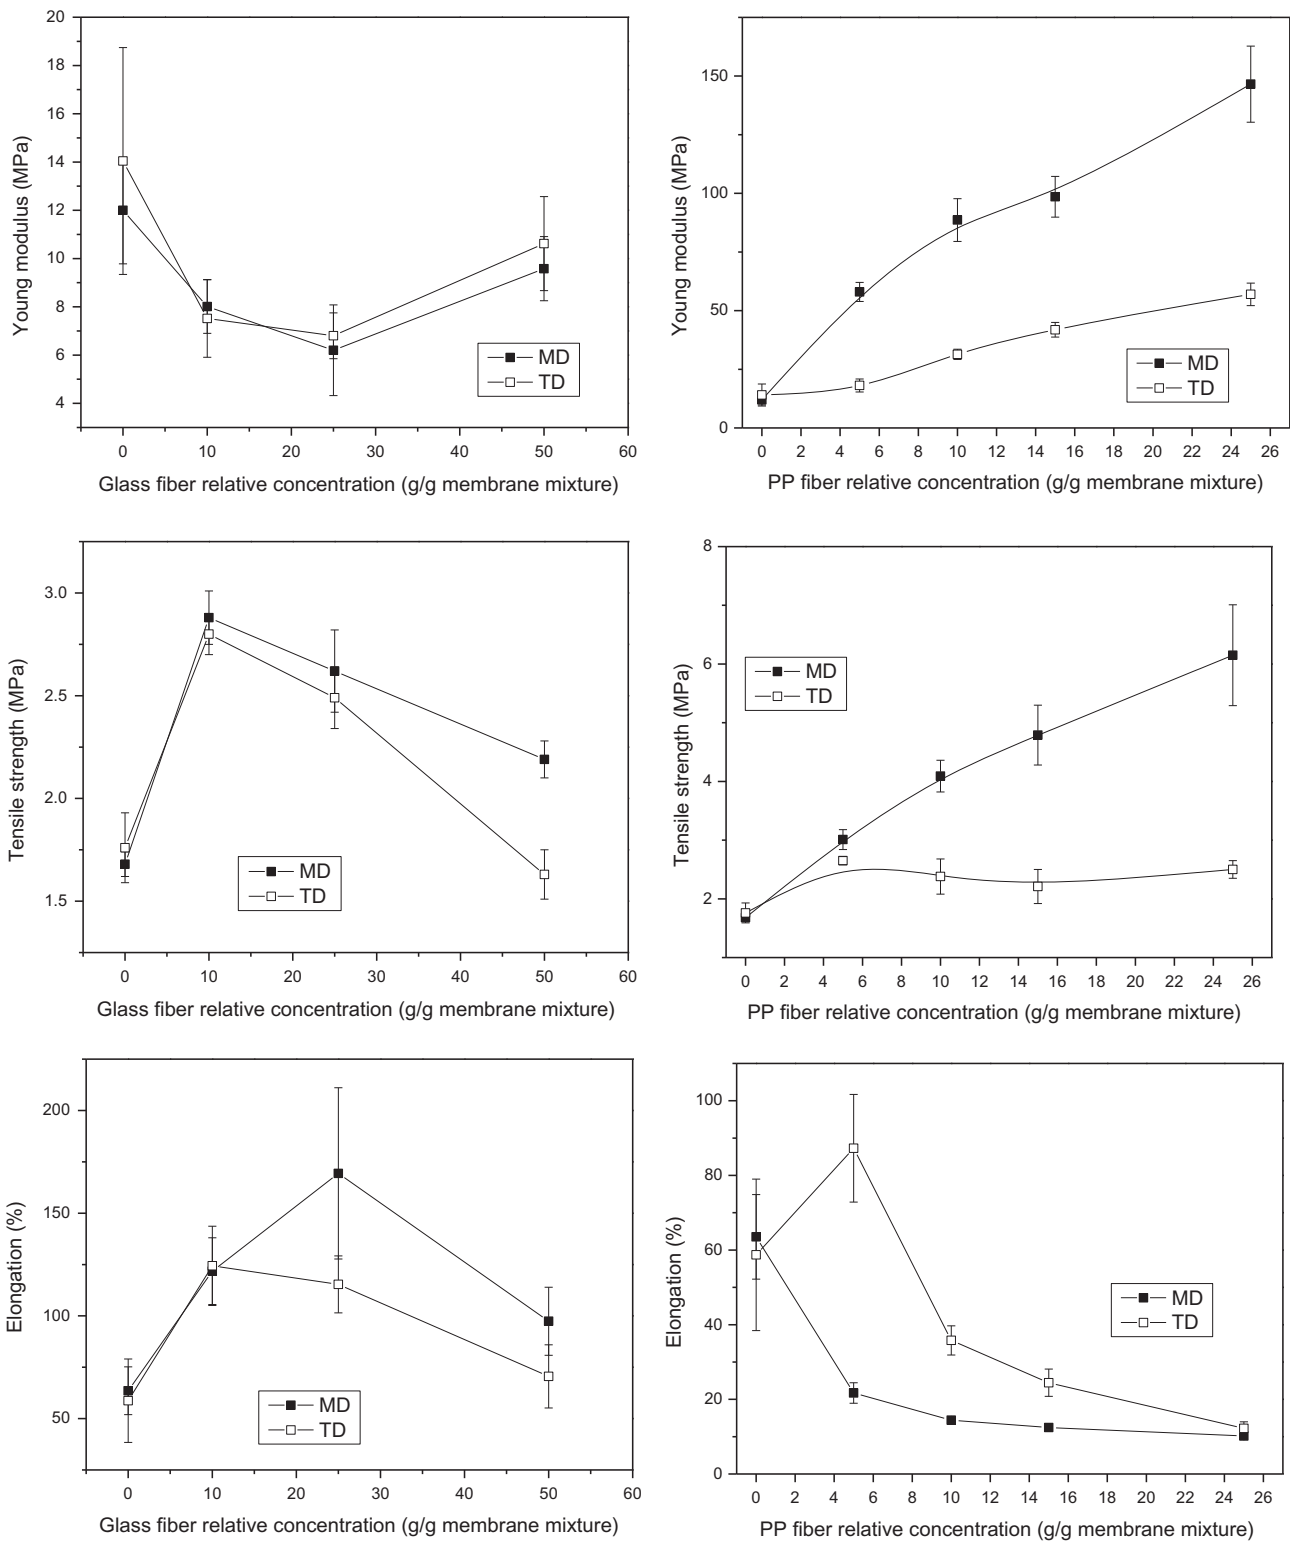 20
18
16
14
12
10
8
6
4
Young modulus (MPa)
0 10 20 30 40 50 60
Glass fiber relative concentration (g/g membrane mixture)
MD
TD
150
100
50
0
Young modulus (MPa)
0 2 4 6 8 10 12 14 16 18 20 22 24 26
PP fiber relative concentration (g/g membrane mixture)
MD
TD
3.0
2.5
2.0
1.5
Tensile strength (MPa)
0 10 20 30 40 50 60
Glass fiber relative concentration (g/g membrane mixture)
MD
TD
8
6
4
2
Tensile strength (MPa)
0 2 4 6 8 10 12 14 16 18 20 22 24 26
PP fiber relative concentration (g/g membrane mixture)
MD
TD
200
150
100
50
Elongation (%)
0 10 20 30 40 50 60
Glass fiber relative concentration (g/g membrane mixture)
MD
TD
100
80
60
40
20
0
Elongation (%)
0 2 4 6 8 10 12 14 16 18 20 22 24 26
PP fiber relative concentration (g/g membrane mixture)
MD
TD